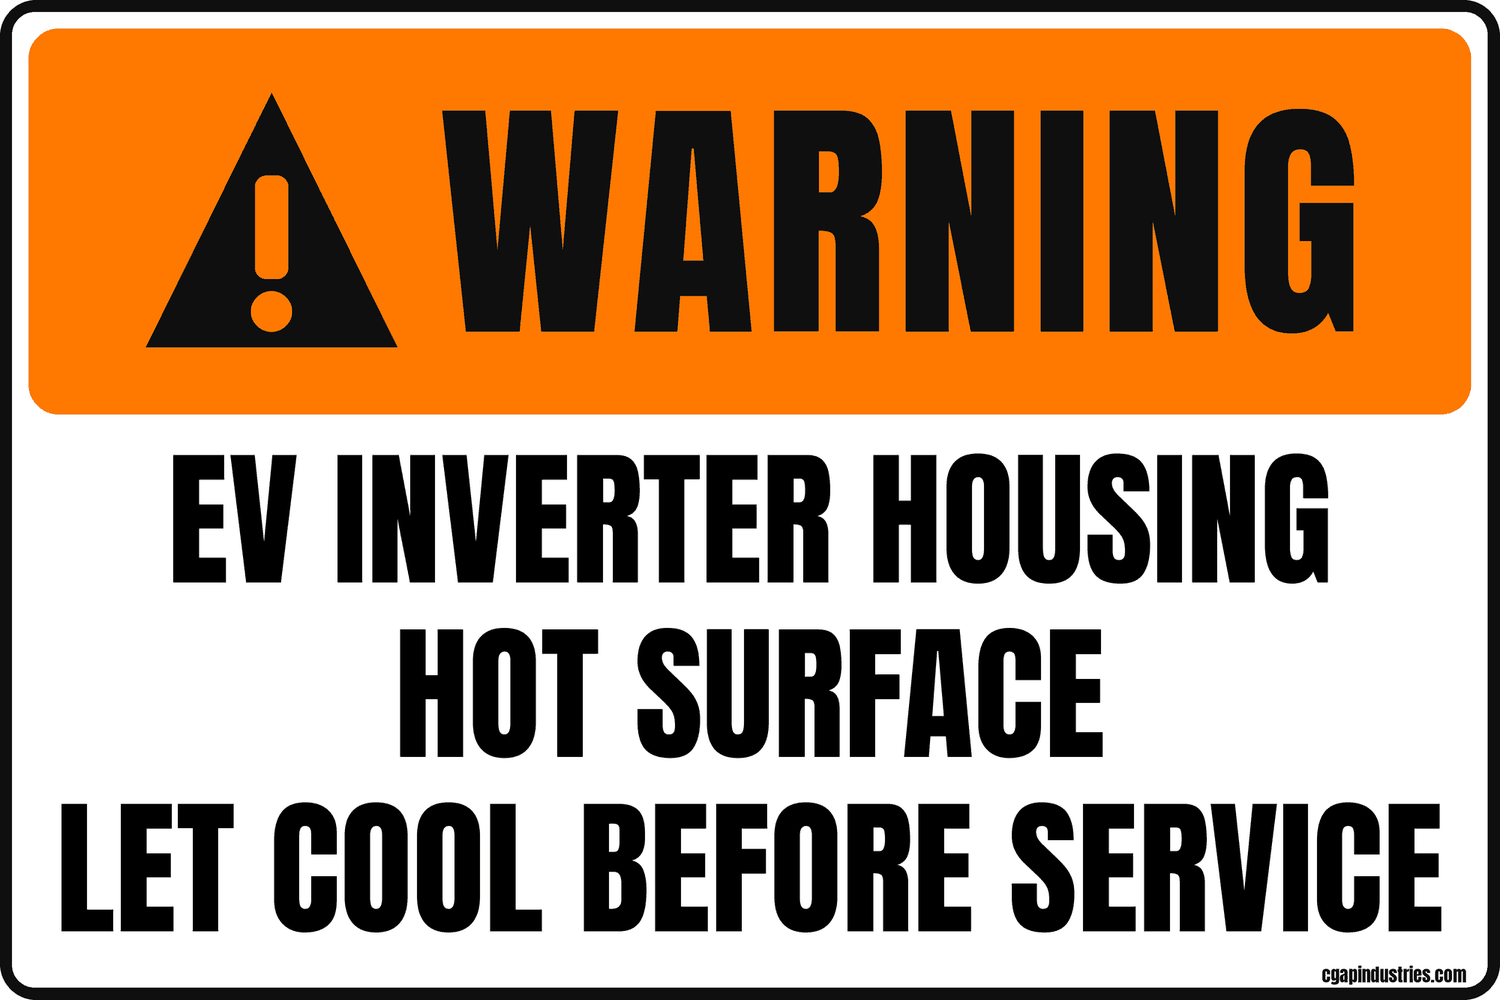 WARNING
EV INVERTER HOUSING
HOT SURFACE
LET COOL BEFORE SERVICE
cgapindustries.com